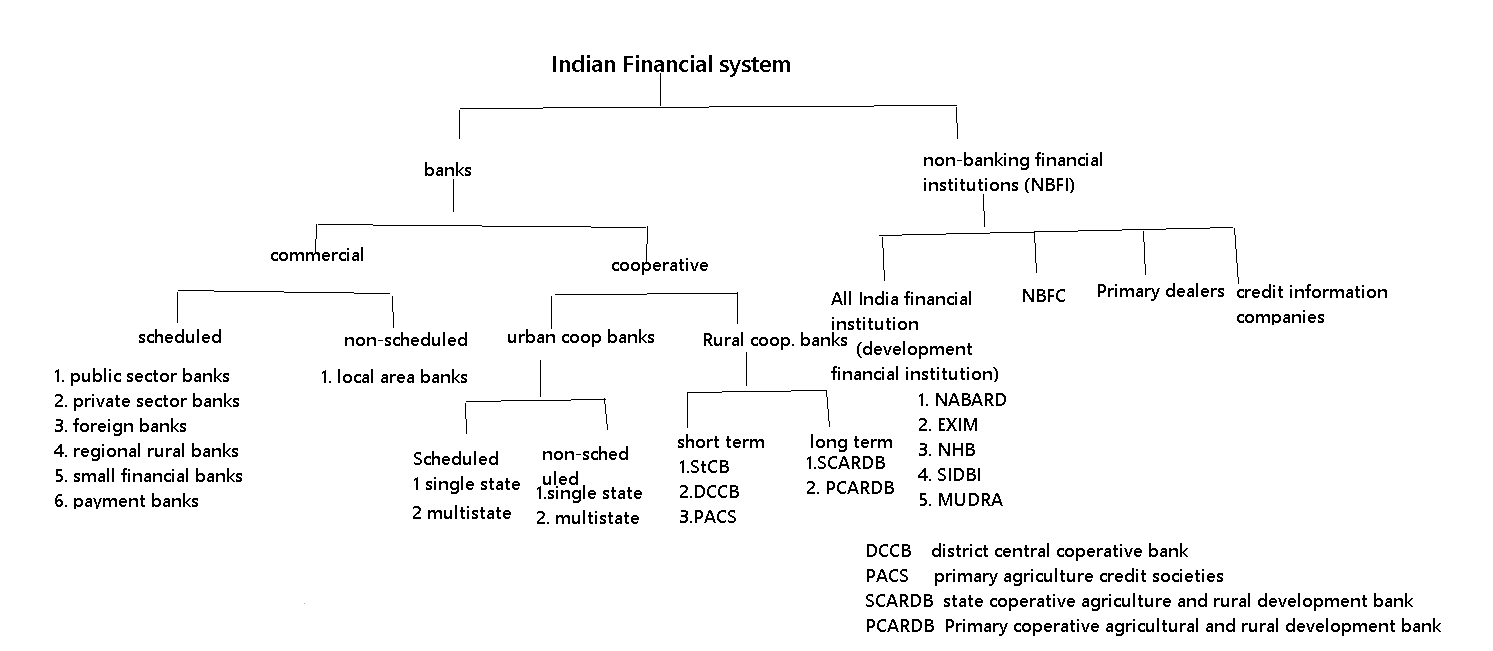 Indian Financial system
banks
non-banking financial
institutions (NBFI)
commercial
cooperative
scheduled
1. public sector banks
2. private sector banks
3. foreign banks
4. regional rural banks
5. small financial banks
6. payment banks
non-scheduled
1. local area banks
urban coop banks
Scheduled
1 single state
2 multistate
non-sched
uled
1.single state
2. multistate
Rural coop. banks
short term
1.StCB
2.DCCB
3.PACS
long term
1.SCARDB
2. PCARDB
All India financial
institution
(development
financial institution)
1. NABARD
2. EXIM
3. NHB
4. SIDBI
5. MUDRA
NBFC
Primary dealers
credit information
companies
DCCB district central coperative bank
PACS primary agriculture credit societies
SCARDB state coperative agriculture and rural development bank
PCARDB Primary coperative agricultural and rural development bank